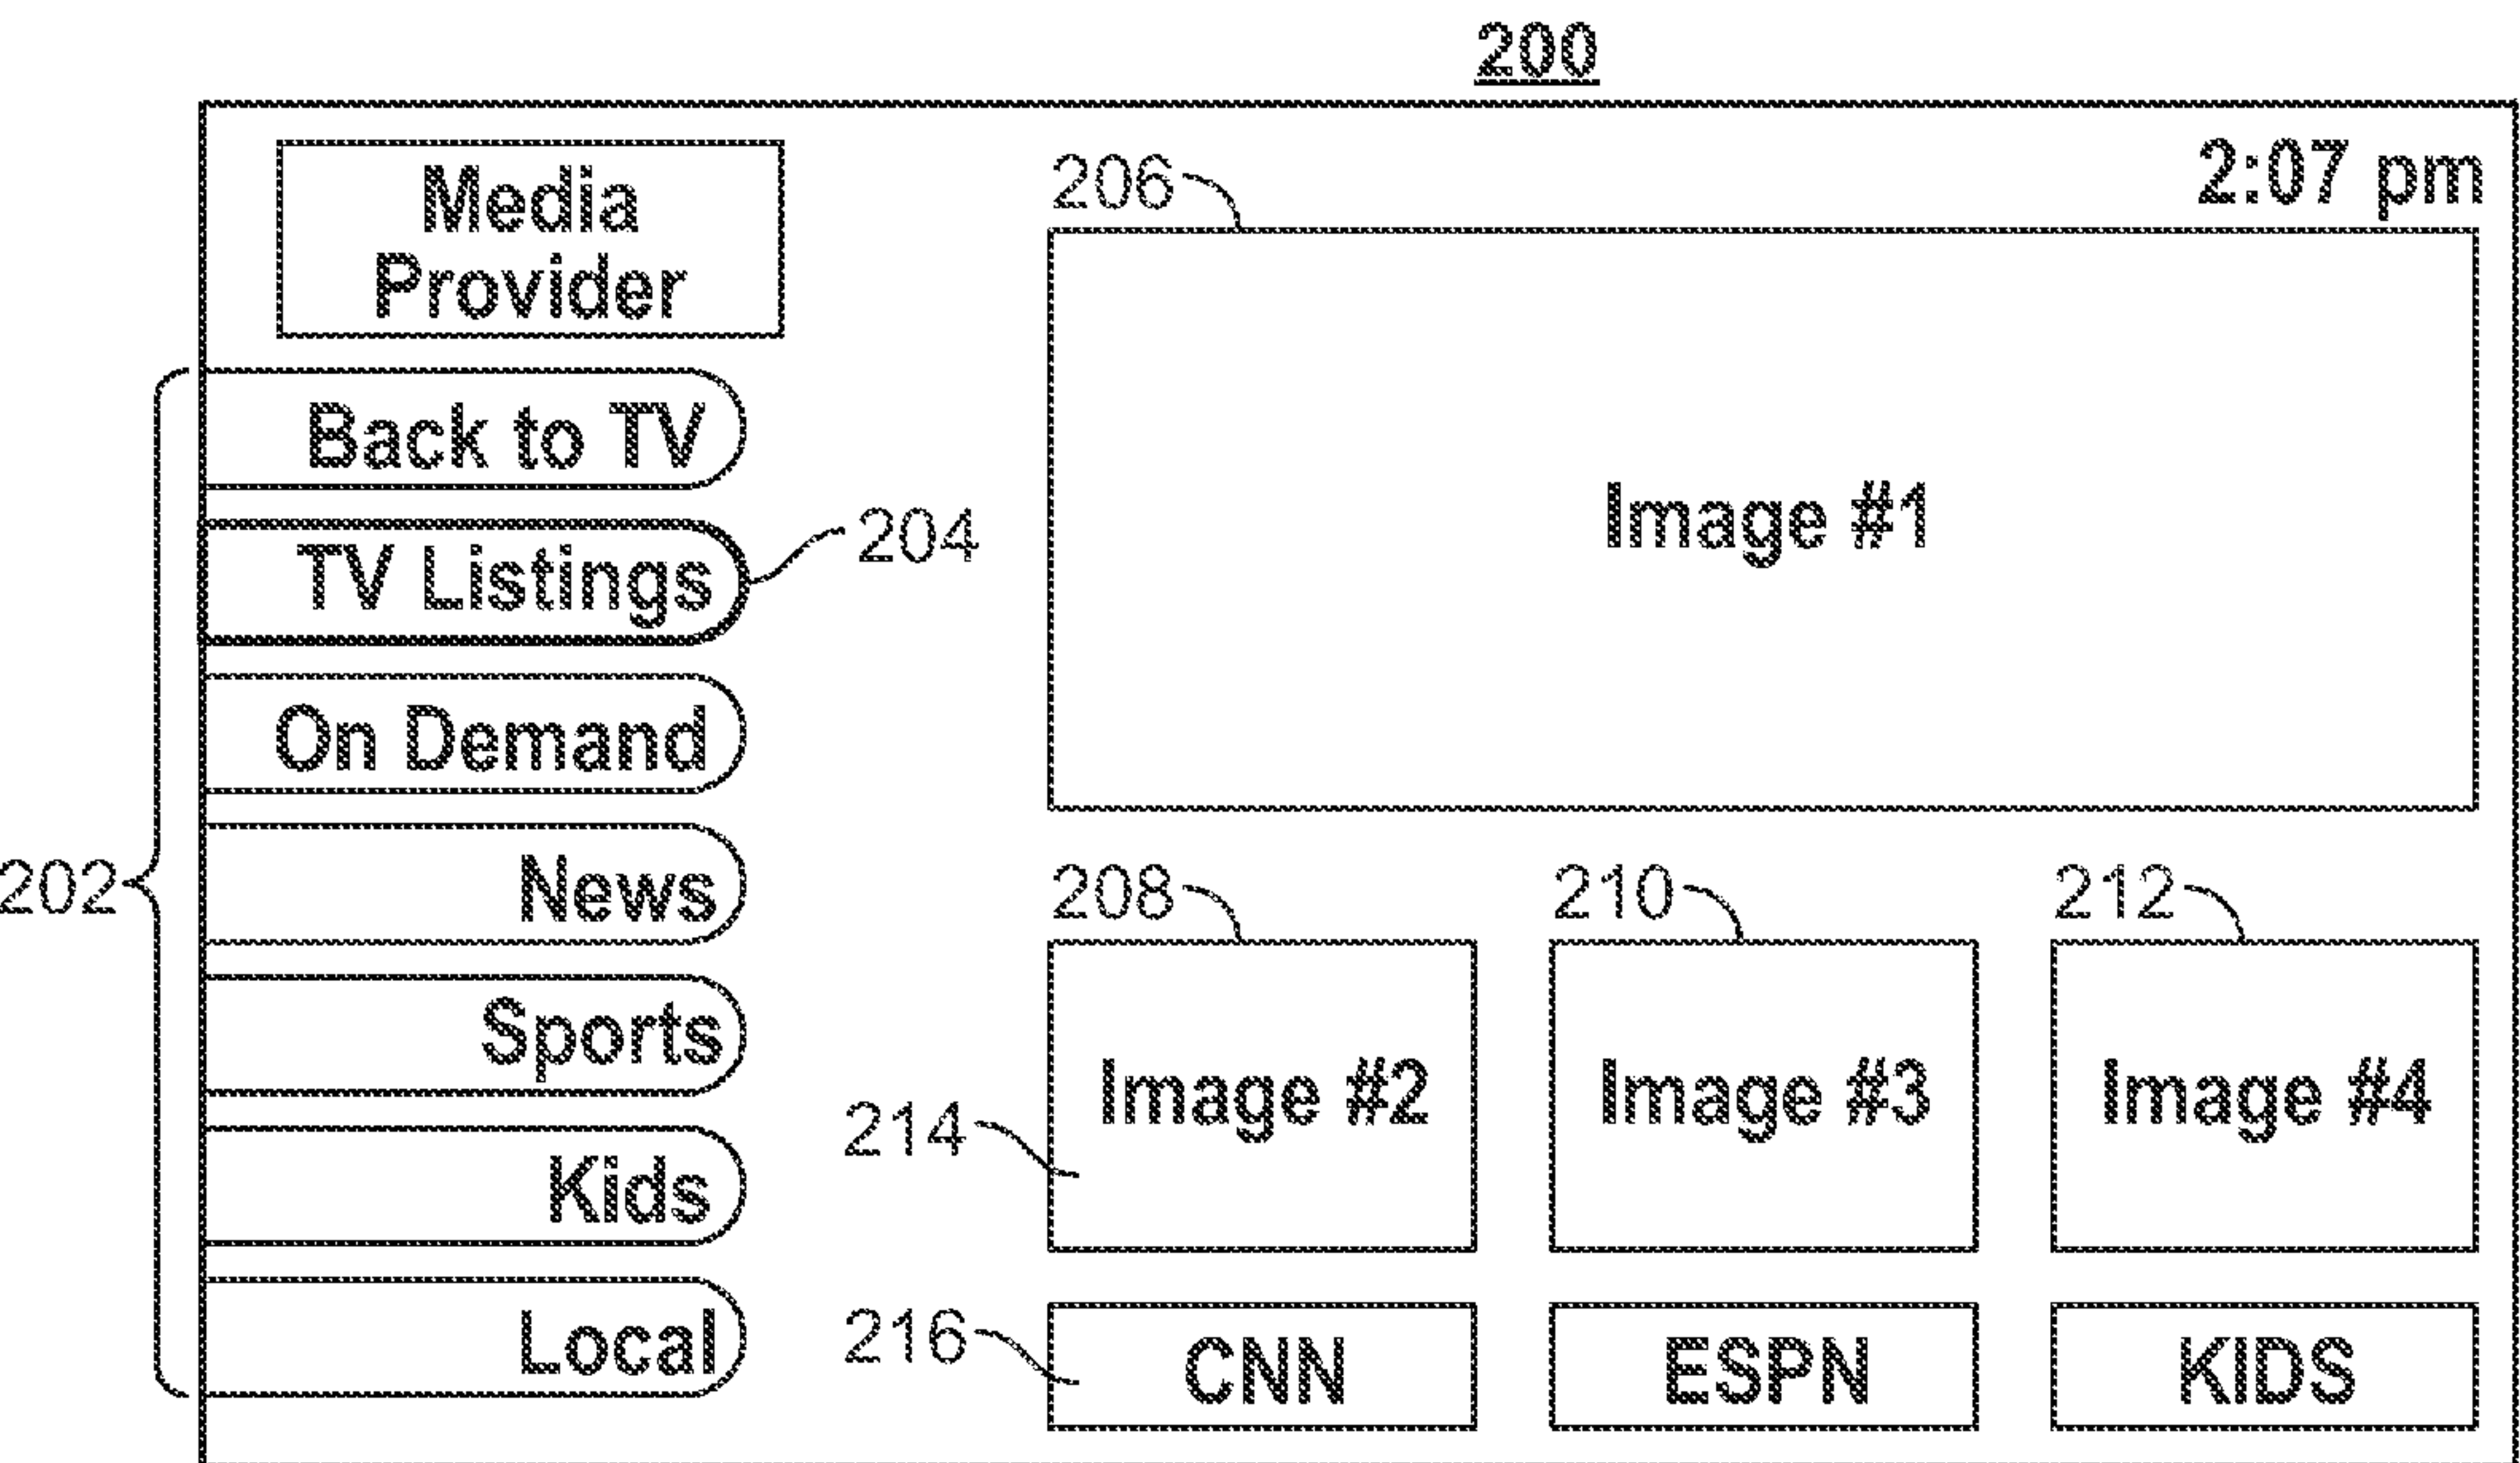 200
2:07 pm
Media
Provider
206
Image #1
Back to TV
TV Listings
204
On Demand
202
News
Sports
Kids
Local
208
210
212
Image #2
Image #3
Image #4
214
216
CNN
ESPN
KIDS